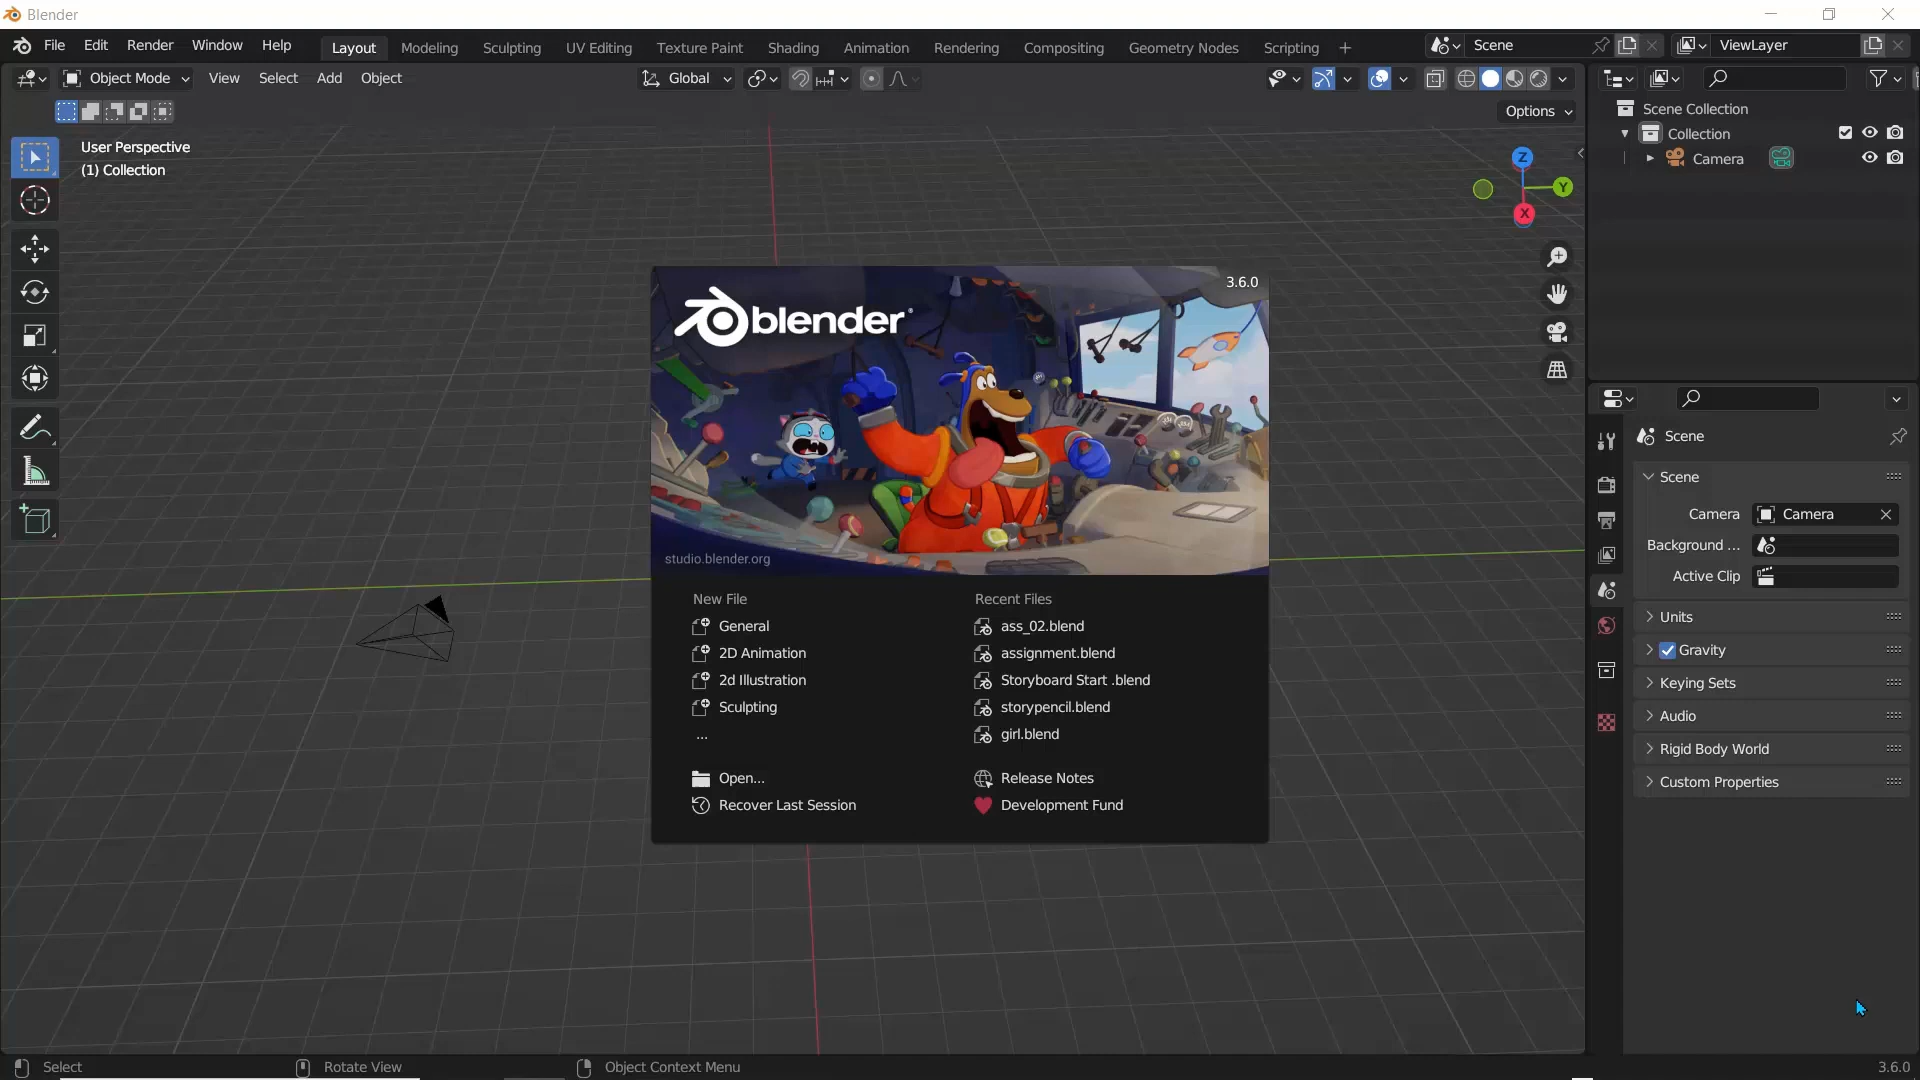 Blender
File Edit Render Window Help Layout Modeling Sculpting UV Editing Texture Paint Shading Animation Rendering Compositing Geometry Nodes Scripting + Scene ViewLayer
Object Mode View Select Add Object Global
Options
User Perspective
(1) Collection
Z
Y
X
Scene Collection
Collection
Camera
3.6.0
blender
studio.blender.org
New File
General
2D Animation
2d Illustration
Sculpting
...
Open...
Recover Last Session
Recent Files
ass_02.blend
assignment.blend
Storyboard Start .blend
storypencil.blend
girl.blend
Release Notes
Development Fund
Scene
Scene
Camera Camera
Background ...
Active Clip
Units
Gravity
Keying Sets
Audio
Rigid Body World
Custom Properties
Select Rotate View Object Context Menu 3.6.0